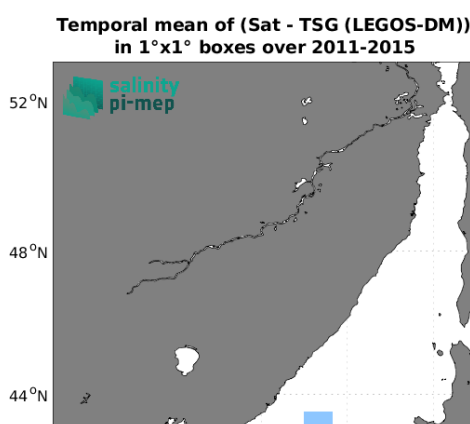 Temporal mean of (Sat - TSG (LEGOS-DM))
in 1°x1° boxes over 2011-2015
salinity
pi-mep
52°N
48°N
44°N